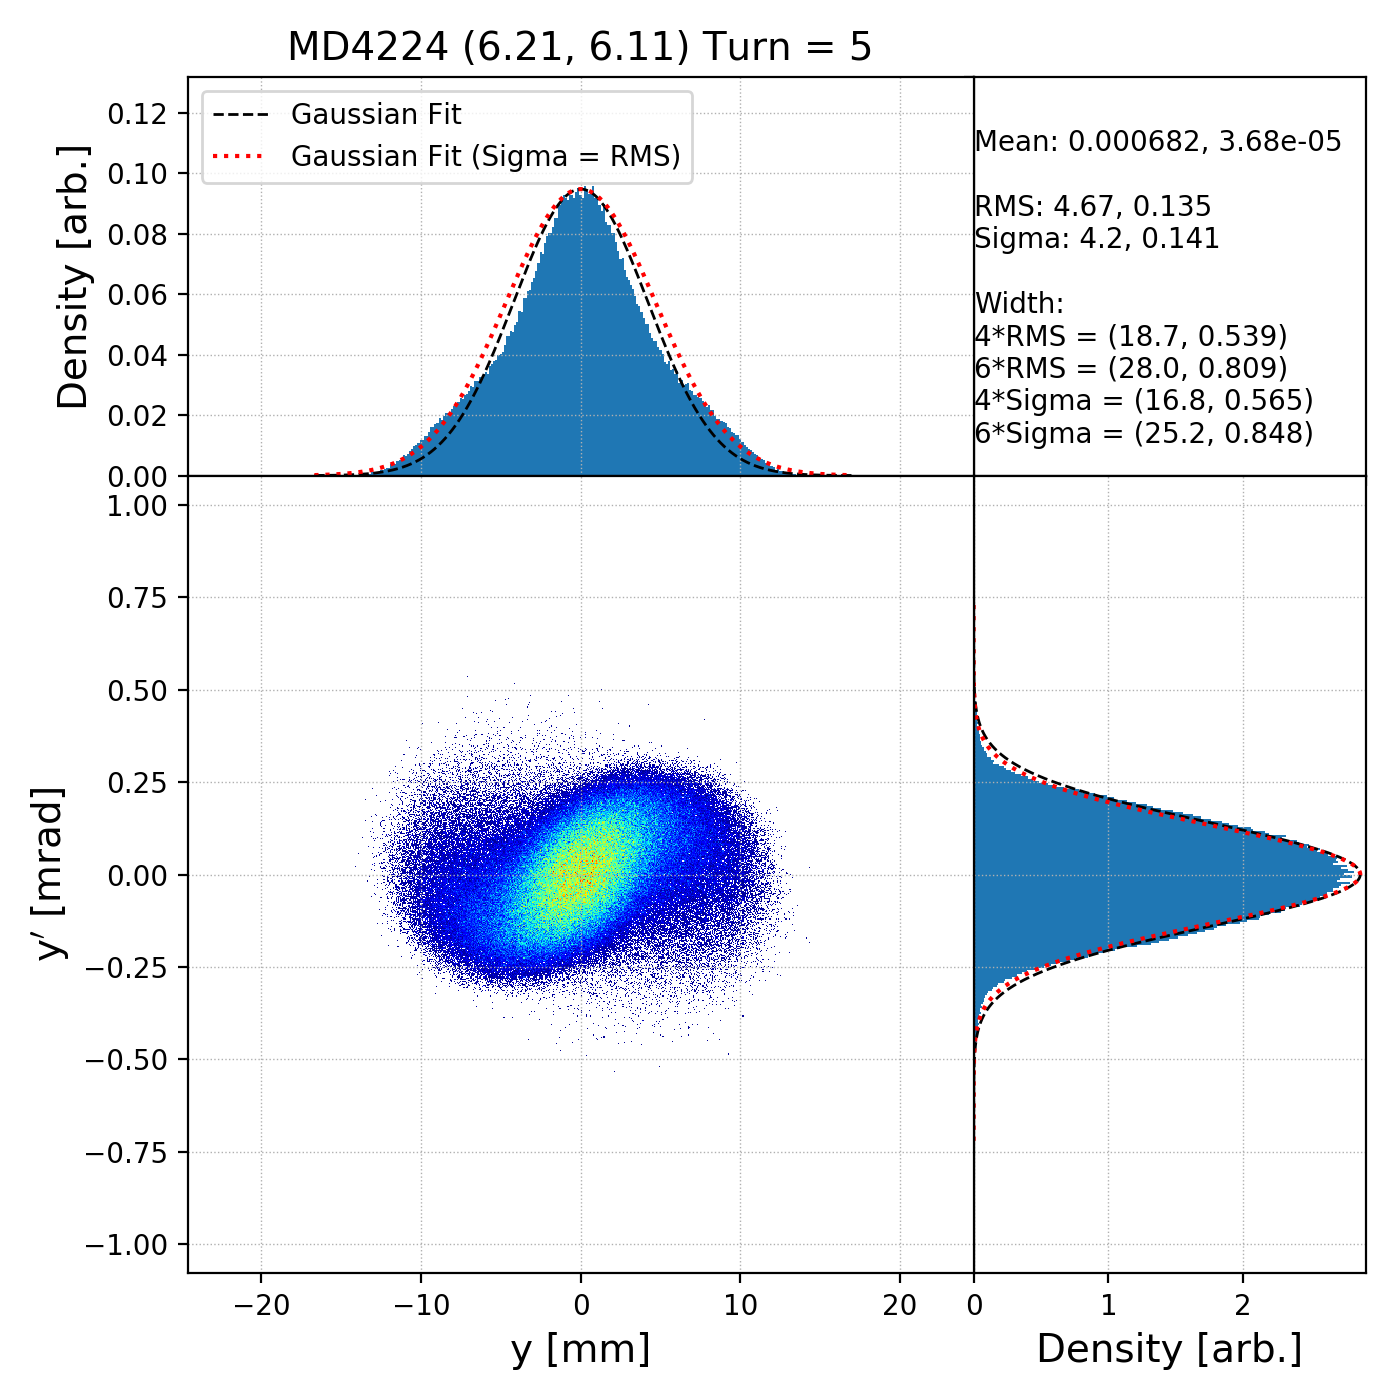 MD4224 (6.21, 6.11) Turn = 5
Gaussian Fit
Gaussian Fit (Sigma = RMS)
Density [arb.]
0.12
0.10
0.08
0.06
0.04
0.02
0.00
Mean: 0.000682, 3.68e-05
RMS: 4.67, 0.135
Sigma: 4.2, 0.141
Width:
4*RMS = (18.7, 0.539)
6*RMS = (28.0, 0.809)
4*Sigma = (16.8, 0.565)
6*Sigma = (25.2, 0.848)
y′ [mrad]
1.00
0.75
0.50
0.25
0.00
−0.25
−0.50
−0.75
−1.00
−20 −10 0 10 20
y [mm]
0 1 2
Density [arb.]